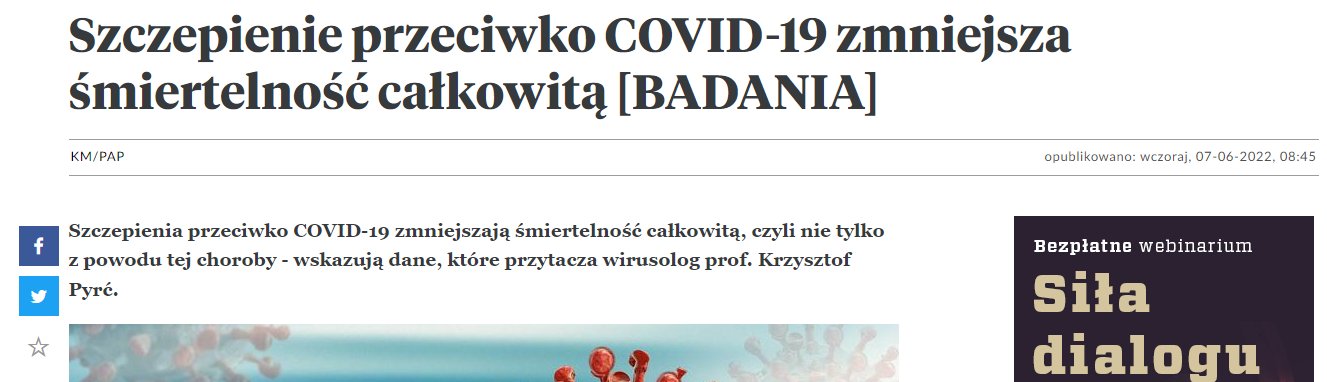 Szczepienie przeciwko COVID-19 zmniejsza
śmiertelność całkowitą [BADANIA]
KM/PAP
opublikowano: wczoraj, 07-06-2022, 08:45
Szczepienia przeciwko COVID-19 zmniejszają śmiertelność całkowitą, czyli nie tylko
z powodu tej choroby - wskazują dane, które przytacza wirusolog prof. Krzysztof
Pyrć.
Bezpłatne webinarium
Siła
dialogu